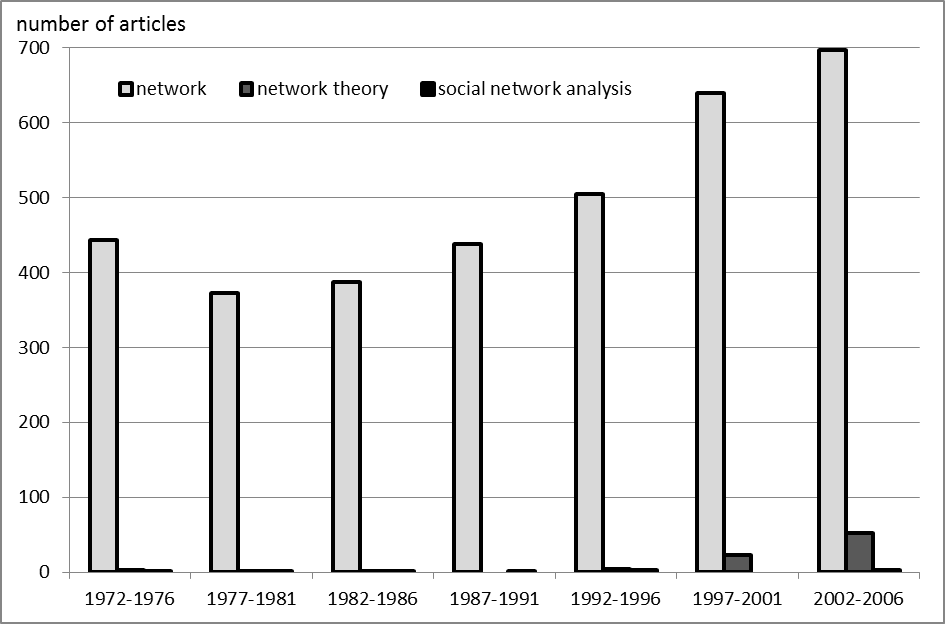 number of articles
700
network network theory social network analysis
600
500
400
300
200
100
0
1972-1976 1977-1981 1982-1986 1987-1991 1992-1996 1997-2001 2002-2006